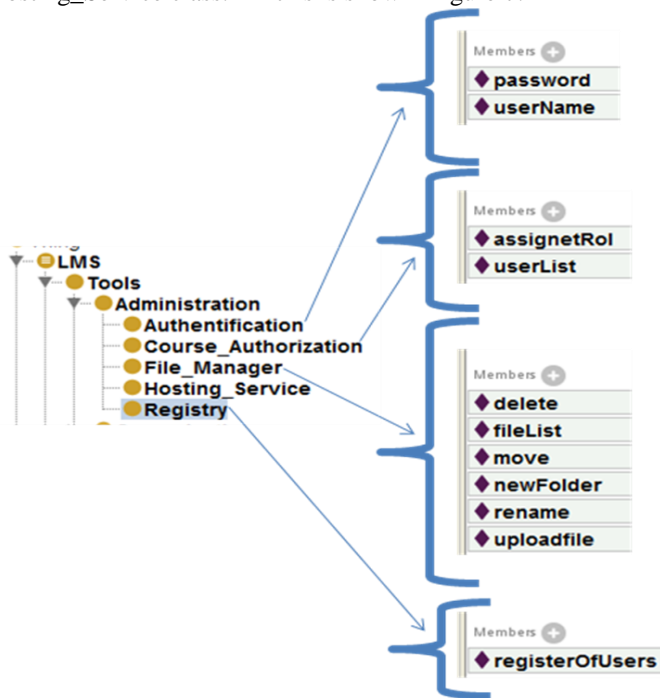 LMS
Tools
Administration
Authentification
Course_Authorization
File_Manager
Hosting_Service
Registry
Members
password
userName
Members
assignetRol
userList
Members
delete
fileList
move
newFolder
rename
uploadfile
Members
registerOfUsers